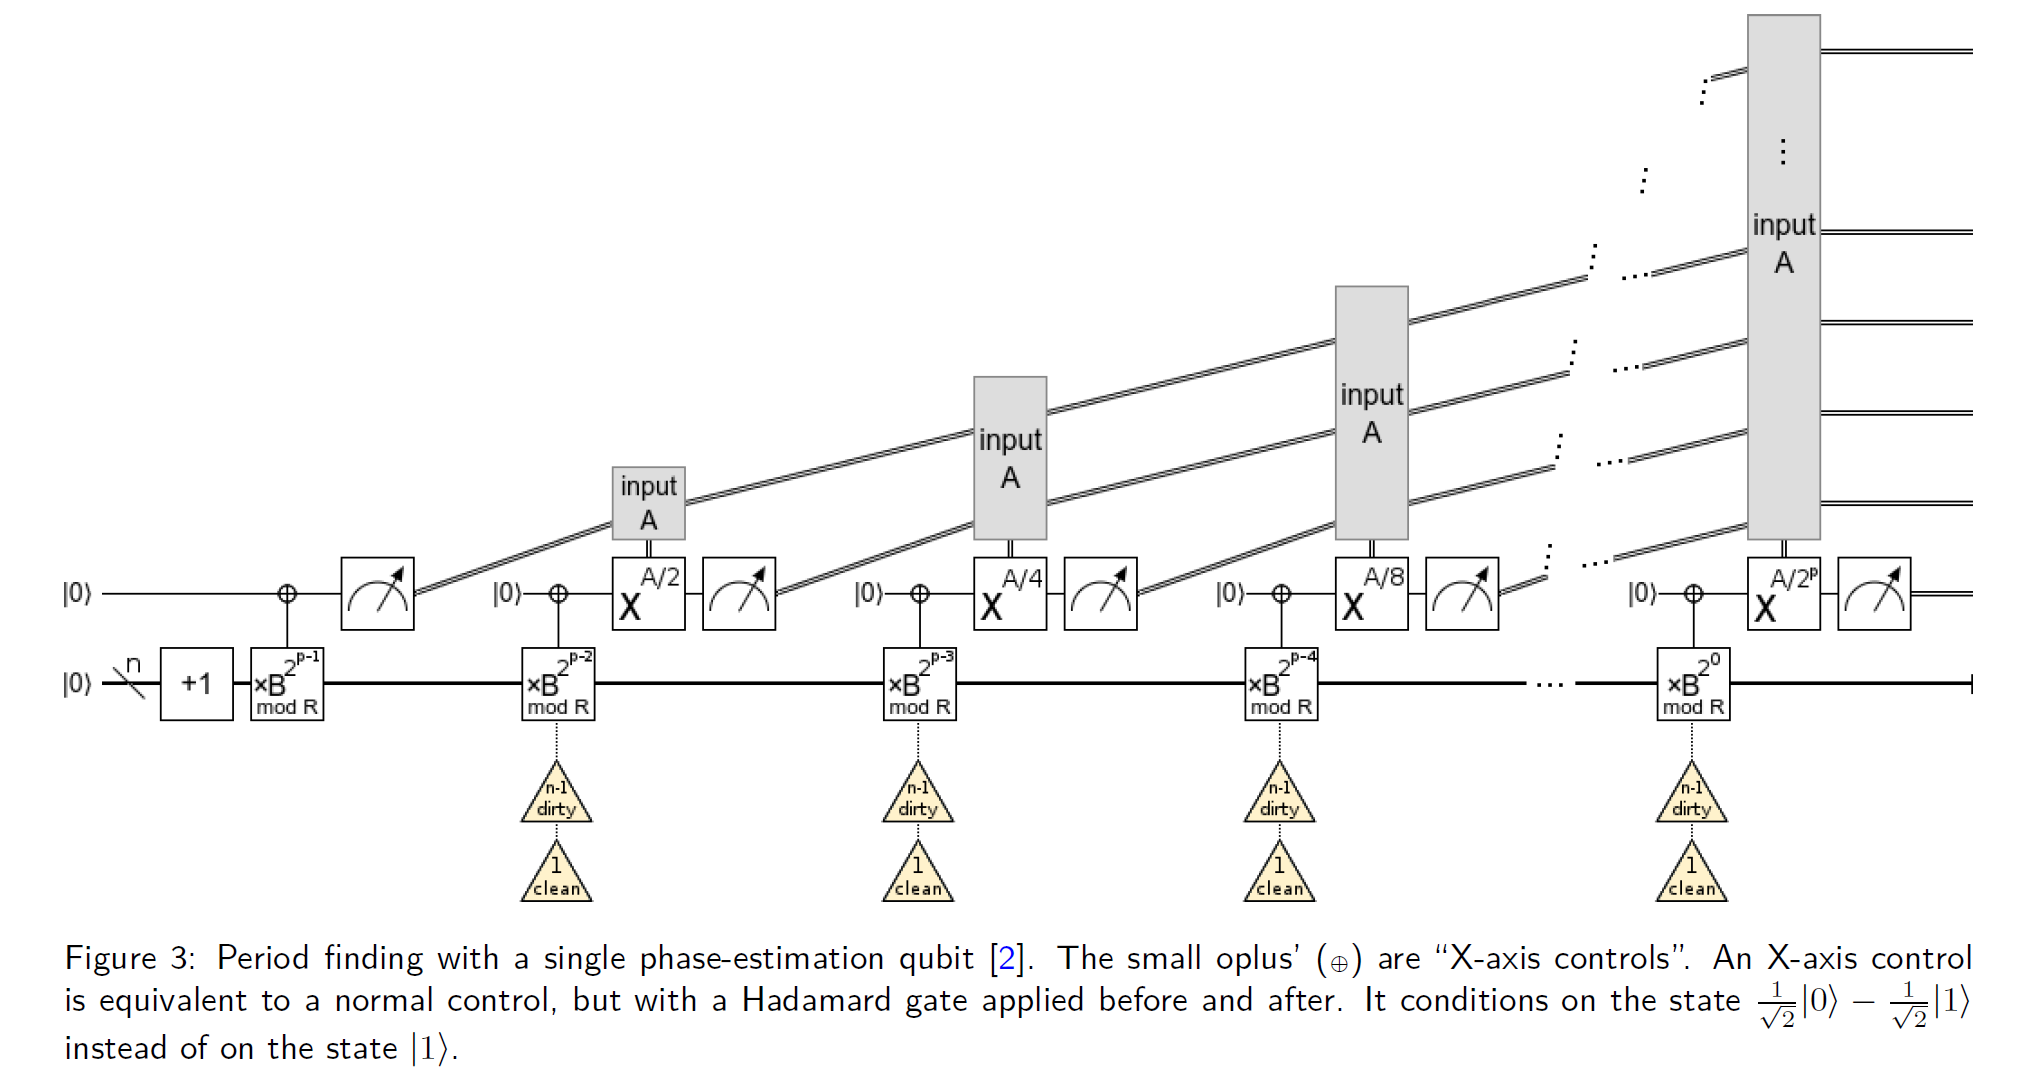 input
A
input
A
input
A
input
A
|0⟩
|0⟩
X^{A/2}
|0⟩
X^{A/4}
|0⟩
X^{A/8}
|0⟩
X^{A/2^p}
|0⟩
n
+1
×B^{2^{p-1}}
mod R
×B^{2^{p-2}}
mod R
×B^{2^{p-3}}
mod R
×B^{2^{p-4}}
mod R
...
×B^{2^0}
mod R
n-1
dirty
n-1
dirty
n-1
dirty
n-1
dirty
1
clean
1
clean
1
clean
1
clean
Figure 3: Period finding with a single phase-estimation qubit [2]. The small oplus’ (⊕) are “X-axis controls”. An X-axis control
is equivalent to a normal control, but with a Hadamard gate applied before and after. It conditions on the state \frac{1}{\sqrt{2}}|0⟩ − \frac{1}{\sqrt{2}}|1⟩
instead of on the state |1⟩.